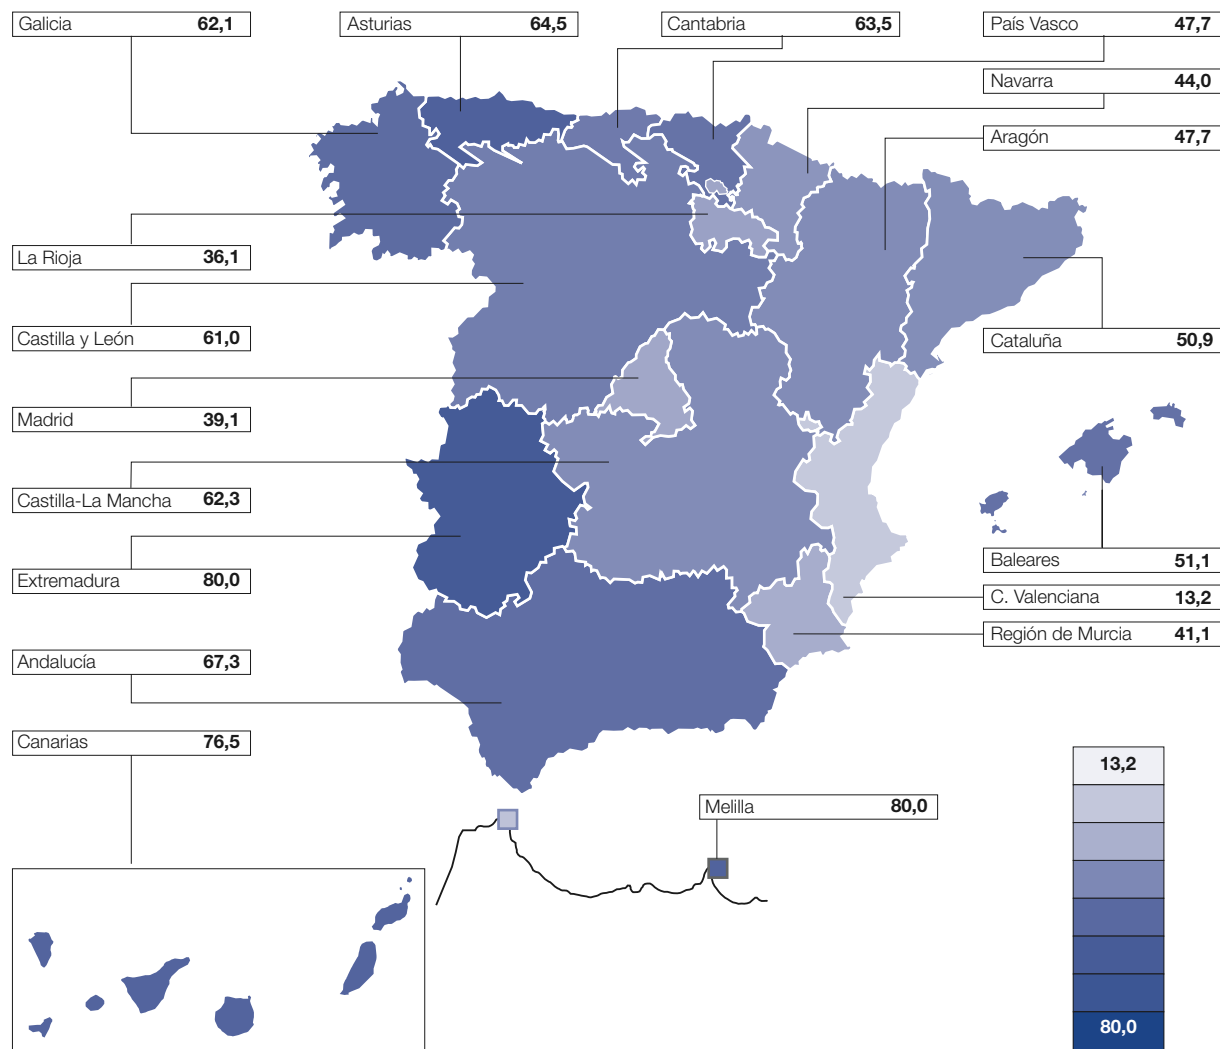 Galicia 62,1
Asturias 64,5
Cantabria 63,5
País Vasco 47,7
Navarra 44,0
Aragón 47,7
La Rioja 36,1
Castilla y León 61,0
Cataluña 50,9
Madrid 39,1
Castilla-La Mancha 62,3
Extremadura 80,0
Baleares 51,1
C. Valenciana 13,2
Región de Murcia 41,1
Andalucía 67,3
Canarias 76,5
Melilla 80,0
13,2
80,0